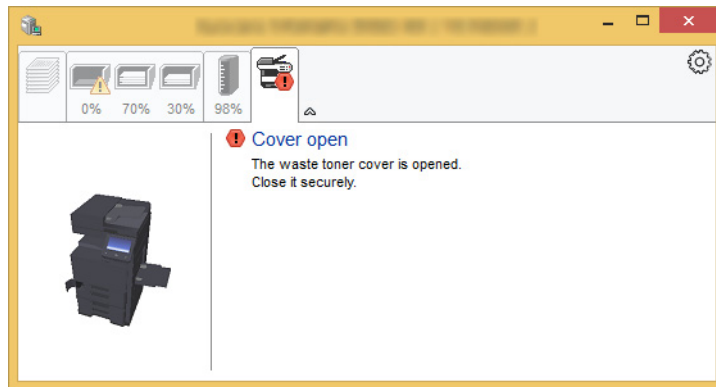 0% 70% 30% 98%
Cover open
The waste toner cover is opened.
Close it securely.